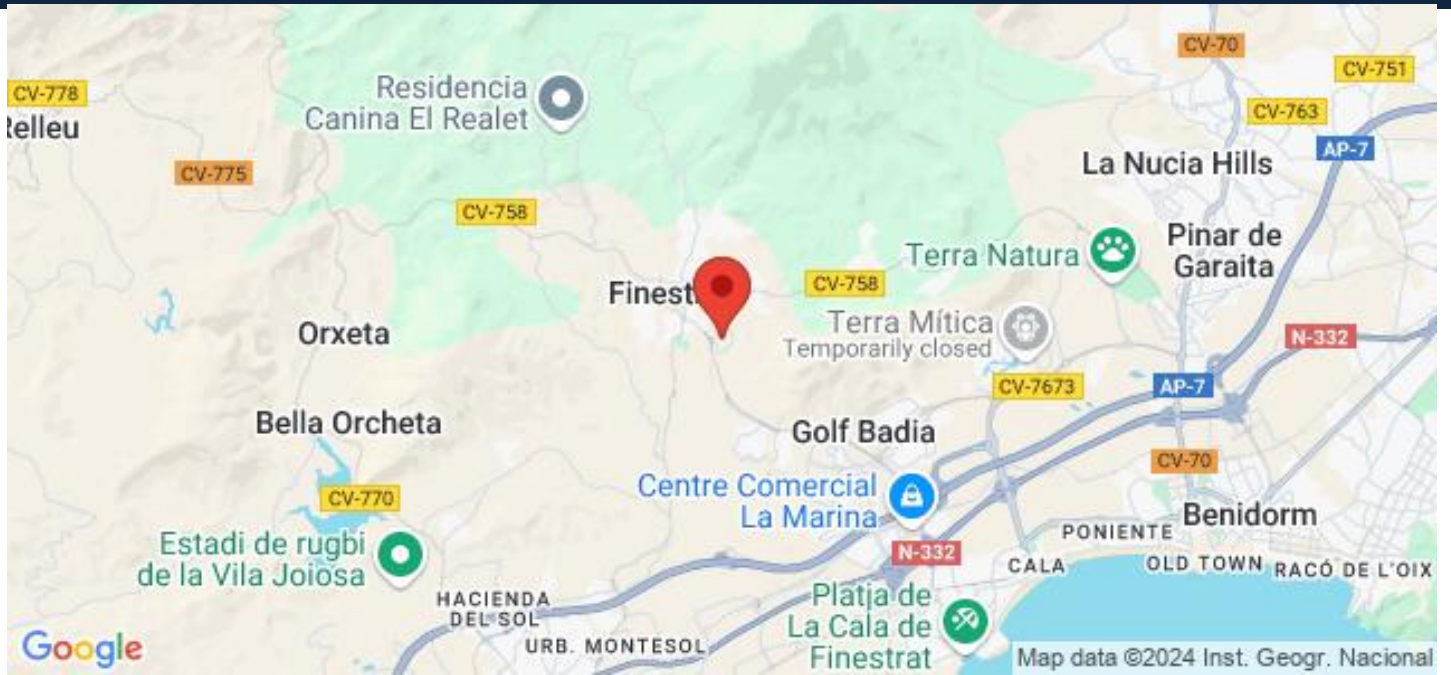 CV-70
CV-751
CV-778
Residencia
Canina El Realet
CV-763
Relleu
AP-7
La Nucia Hills
CV-775
CV-758
Pinar de
Garaita
Terra Natura
CV-758
Finest
Terra Mítica
Temporarily closed
Orxeta
N-332
CV-7673
AP-7
Bella Orcheta
Golf Badia
CV-70
Centre Comercial
La Marina
CV-770
Benidorm
PONIENTE
Estadi de rugbi
de la Vila Joiosa
N-332
CALA
OLD TOWN
RACÓ DE L'OIX
HACIENDA
DEL SOL
Platja de
La Cala de
Finestrat
URB. MONTESOL
Google
Map data ©2024 Inst. Geogr. Nacional